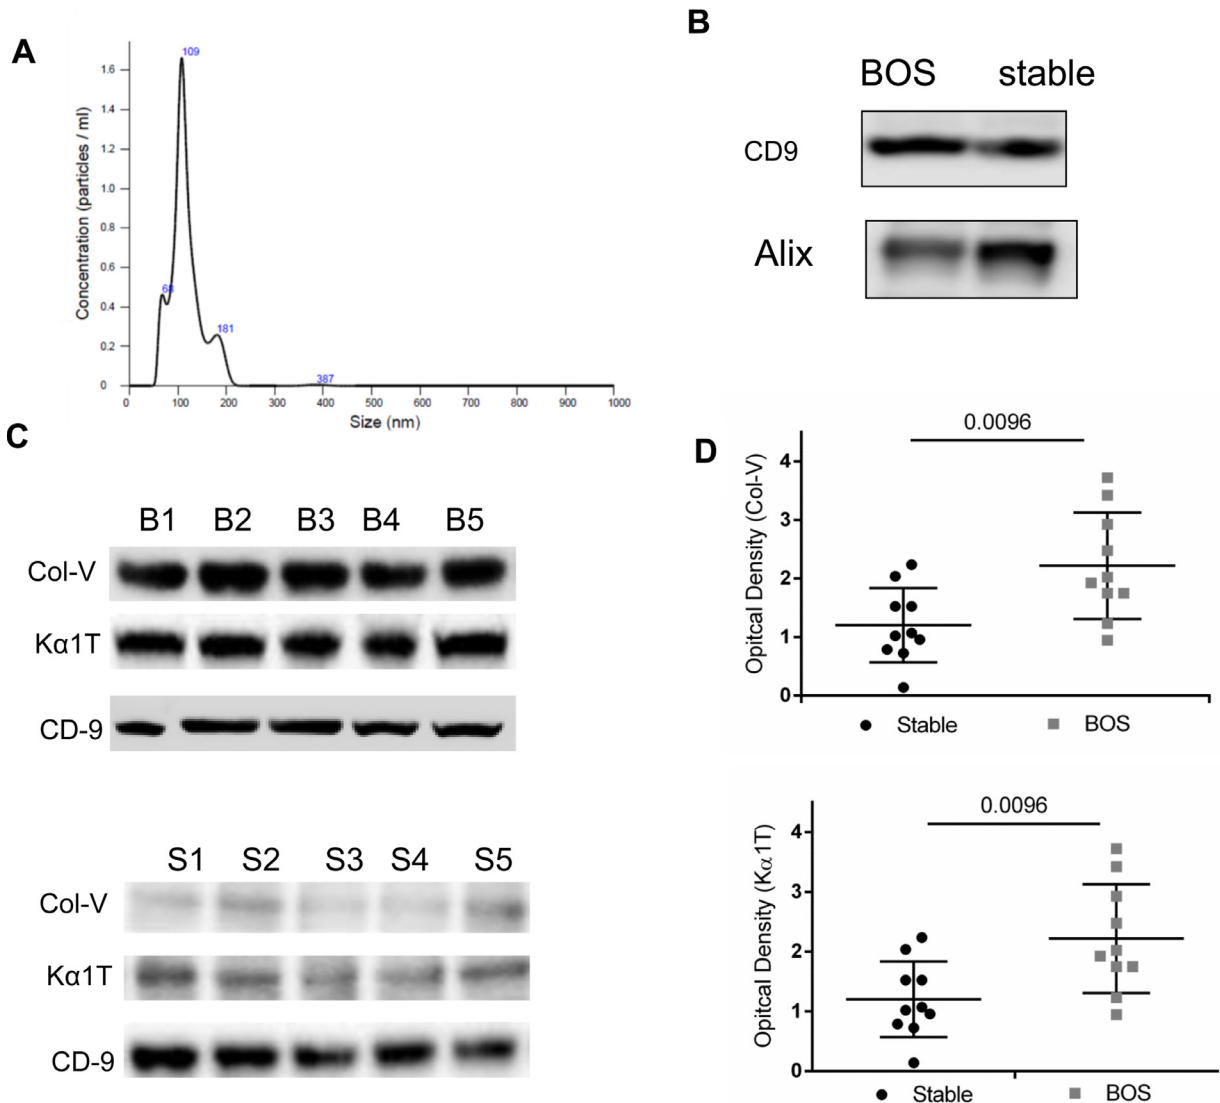 A
Concentration (particles / ml)
1.6
1.4
1.2
1.0
0.8
0.6
0.4
0.2
0
109
68
181
387
0 100 200 300 400 500 600 700 800 900 1000
Size (nm)
B
BOS stable
CD9
Alix
C
B1 B2 B3 B4 B5
Col-V
Kα1T
CD-9
S1 S2 S3 S4 S5
Col-V
Kα1T
CD-9
D
Opitcal Density (Col-V)
0.0096
4
3
2
1
0
Stable BOS
Opitcal Density (Kα1T)
0.0096
4
3
2
1
0
Stable BOS